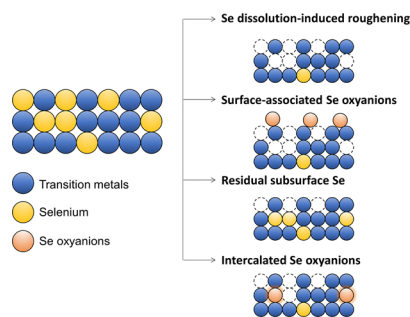 Se dissolution-induced roughening
Surface-associated Se oxyanions
Residual subsurface Se
Intercalated Se oxyanions
Transition metals
Selenium
Se oxyanions